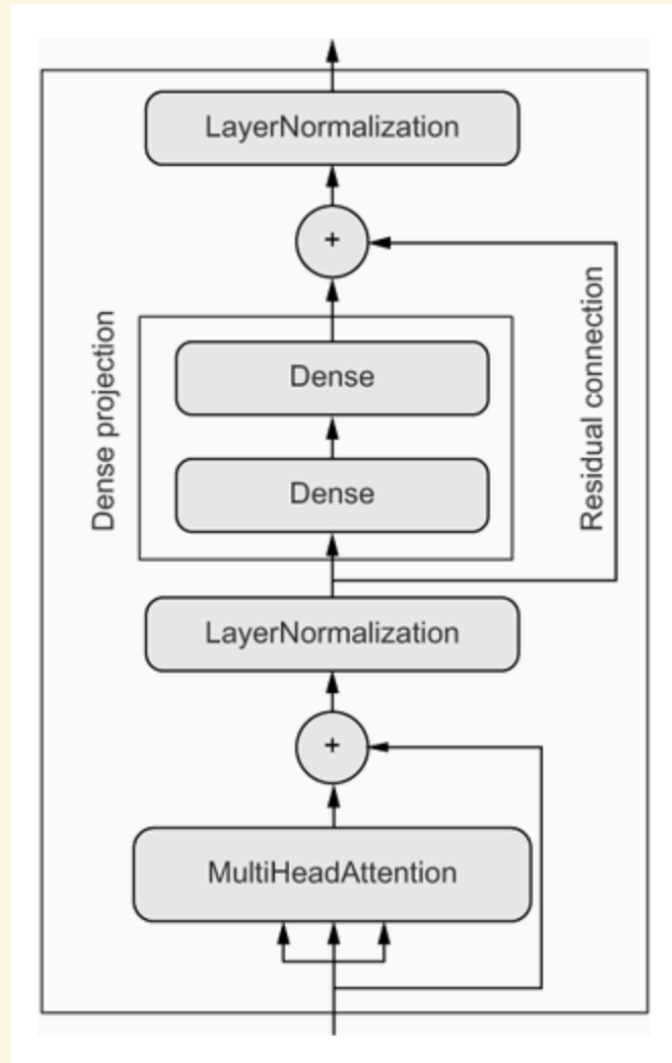 LayerNormalization
+
Dense projection
Dense
Dense
Residual connection
LayerNormalization
+
MultiHeadAttention